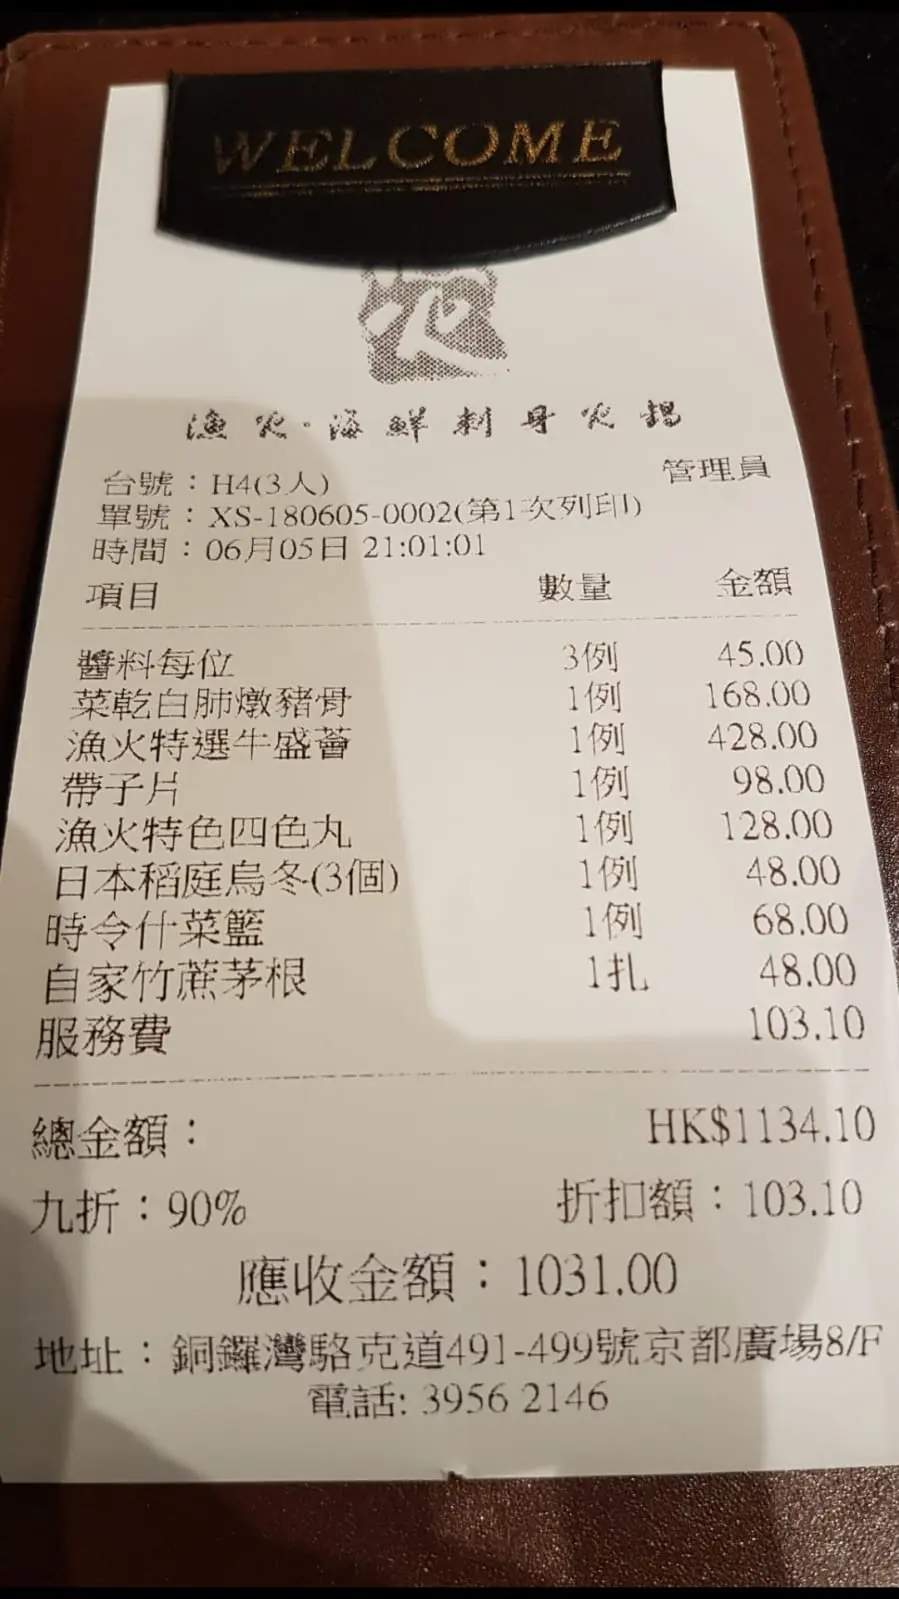 WELCOME
漁火·海鮮刺身火鍋
管理員
台號：H4(3人)
單號：XS-180605-0002(第1次列印)
時間：06月05日 21:01:01
項目 數量 金額
醬料每位 3例 45.00
菜乾白肺燉豬骨 1例 168.00
漁火特選牛盛薈 1例 428.00
帶子片 1例 98.00
漁火特色四色丸 1例 128.00
日本稻庭烏冬(3個) 1例 48.00
時令什菜籃 1例 68.00
自家竹蔗茅根 1扎 48.00
服務費 103.10
總金額： HK$1134.10
九折：90% 折扣額：103.10
應收金額：1031.00
地址：銅鑼灣駱克道491-499號京都廣場8/F
電話: 3956 2146